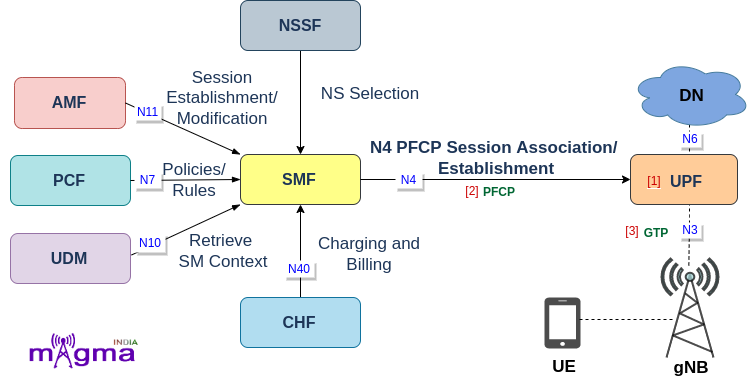 NSSF
AMF
N11
Session
Establishment/
Modification
NS Selection
DN
N6
PCF
N7
Policies/
Rules
SMF
N4 PFCP Session Association/
Establishment
N4
[2] PFCP
[1] UPF
UDM
N10
Retrieve
SM Context
N40
Charging and
Billing
[3] GTP
N3
CHF
UE
gNB
INDIA
magma